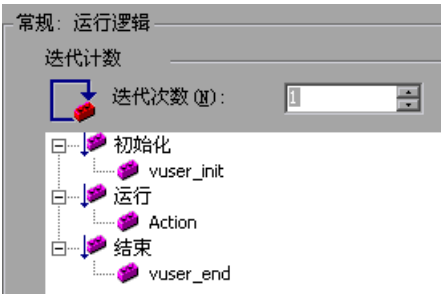 常规: 运行逻辑
迭代计数
迭代次数(N):
1
初始化
vuser_init
运行
Action
结束
vuser_end